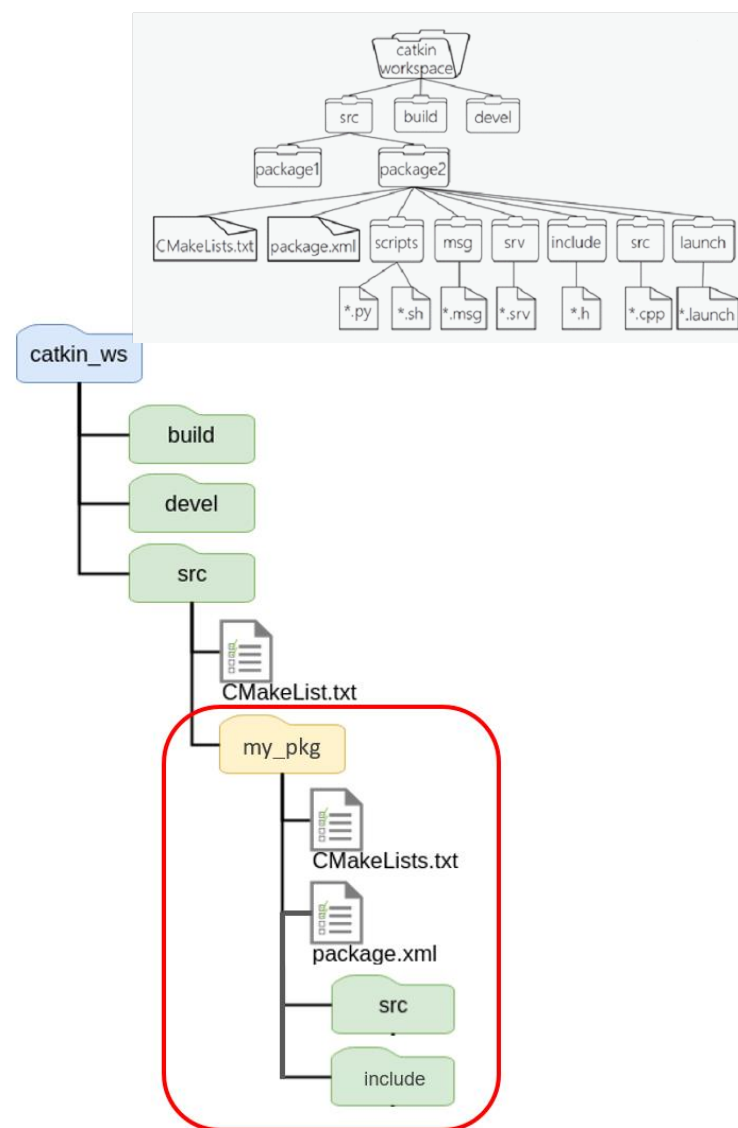 catkin
workspace
src
build
devel
package1
package2
CMakeLists.txt
package.xml
scripts
msg
srv
include
src
launch
*.py
*.sh
*.msg
*.srv
*.h
*.cpp
*.launch
catkin_ws
build
devel
src
CMakeList.txt
my_pkg
CMakeLists.txt
package.xml
src
include